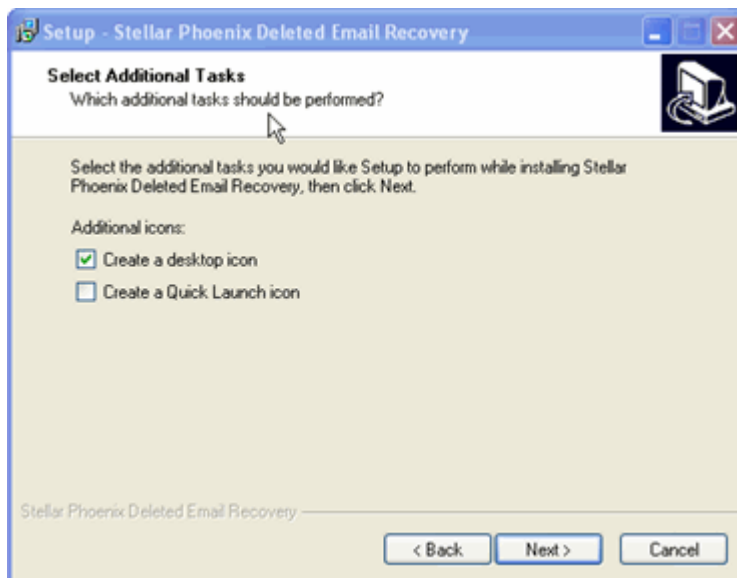 Setup - Stellar Phoenix Deleted Email Recovery
Select Additional Tasks
Which additional tasks should be performed?
Select the additional tasks you would like Setup to perform while installing Stellar
Phoenix Deleted Email Recovery, then click Next.
Additional icons:
Create a desktop icon
Create a Quick Launch icon
Stellar Phoenix Deleted Email Recovery
< Back
Next >
Cancel